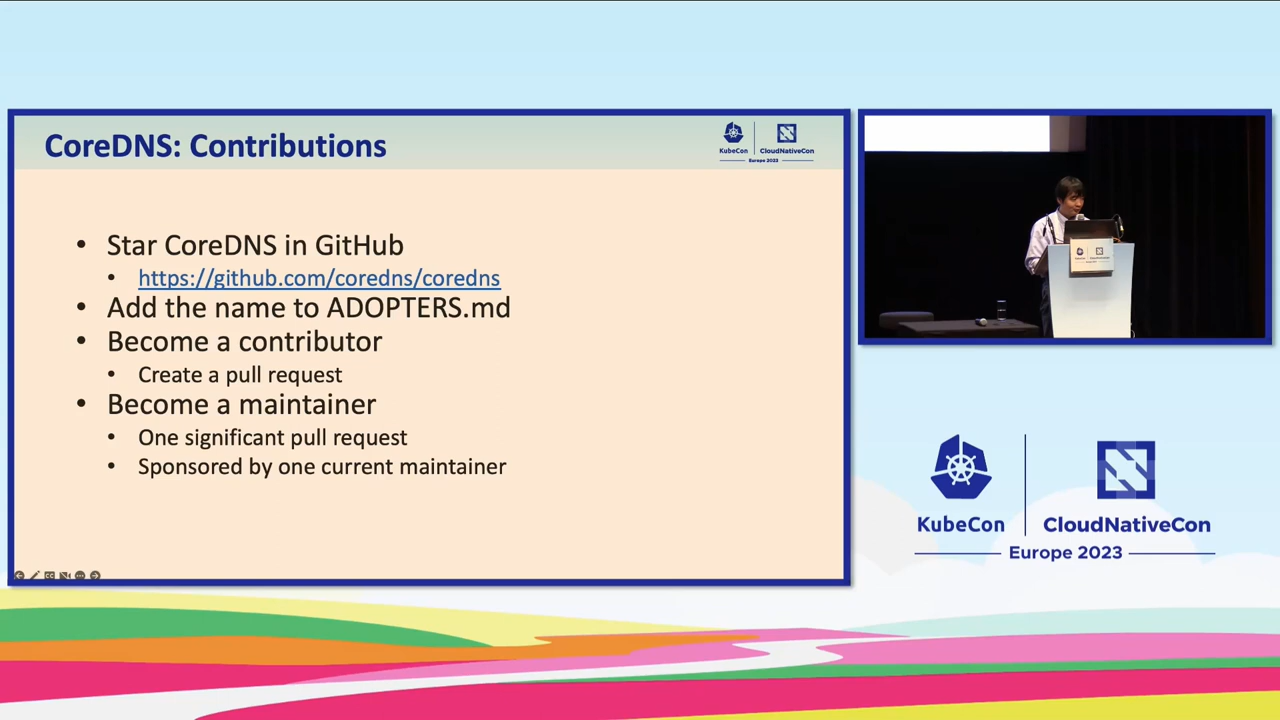 CoreDNS: Contributions
KubeCon
CloudNativeCon
Europe 2023
• Star CoreDNS in GitHub
• https://github.com/coredns/coredns
• Add the name to ADOPTERS.md
• Become a contributor
• Create a pull request
• Become a maintainer
• One significant pull request
• Sponsored by one current maintainer
KubeCon
CloudNativeCon
Europe 2023